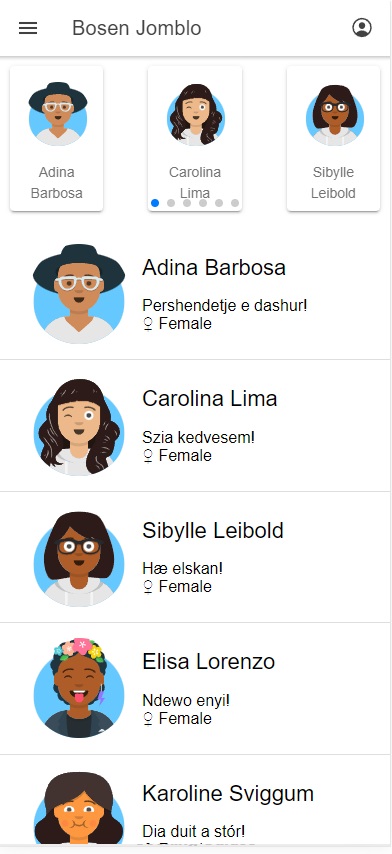 Bosen Jomblo
Adina
Barbosa
Carolina
Lima
Sibylle
Leibold
Adina Barbosa
Pershendetje e dashur!
♀ Female
Carolina Lima
Szia kedvesem!
♀ Female
Sibylle Leibold
Hæ elskan!
♀ Female
Elisa Lorenzo
Ndewo enyi!
♀ Female
Karoline Sviggum
Dia duit a stór!